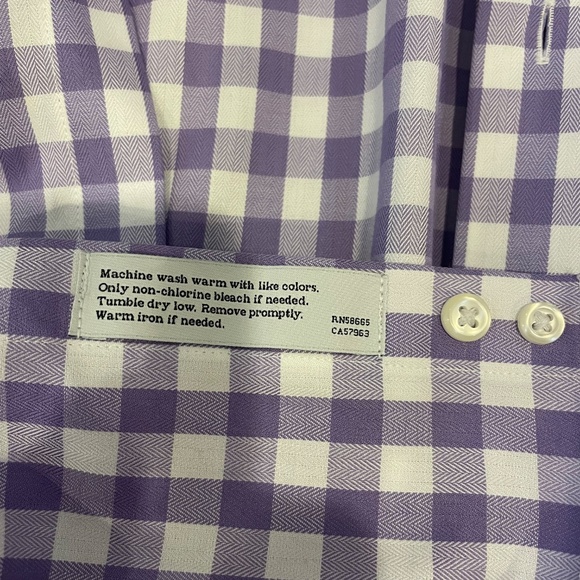 Machine wash warm with like colors.
Only non-chlorine bleach if needed.
Tumble dry low. Remove promptly.
Warm iron if needed.
RN58665
CA57963